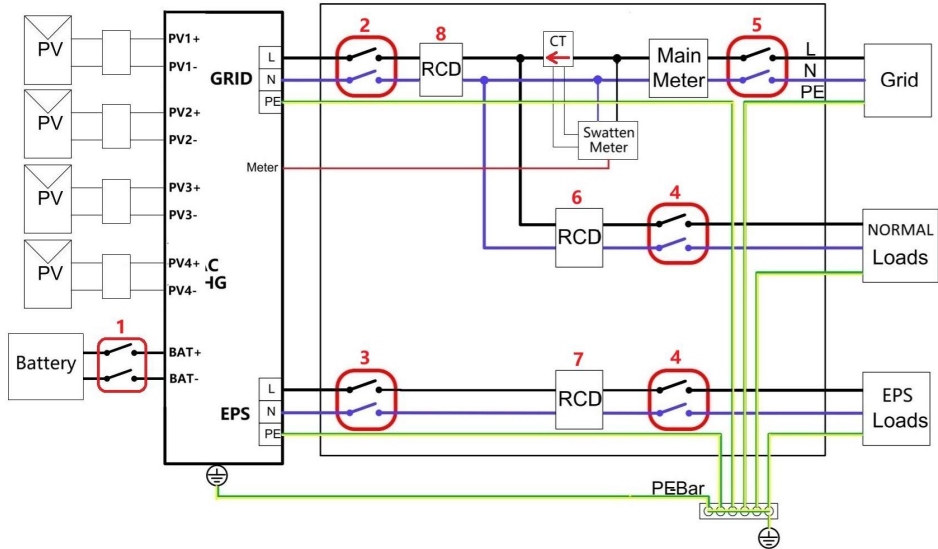 2
8
5
PV
PV1+
PV1-
GRID
L
N
PE
RCD
CT
Main
Meter
L
N
PE
Grid
PV
PV2+
PV2-
Swatten
Meter
Meter
PV
PV3+
PV3-
6
4
RCD
NORMAL
Loads
PV
PV4+
PV4-
AC
HG
1
Battery
BAT+
BAT-
3
7
4
EPS
L
N
PE
RCD
EPS
Loads
PEBar